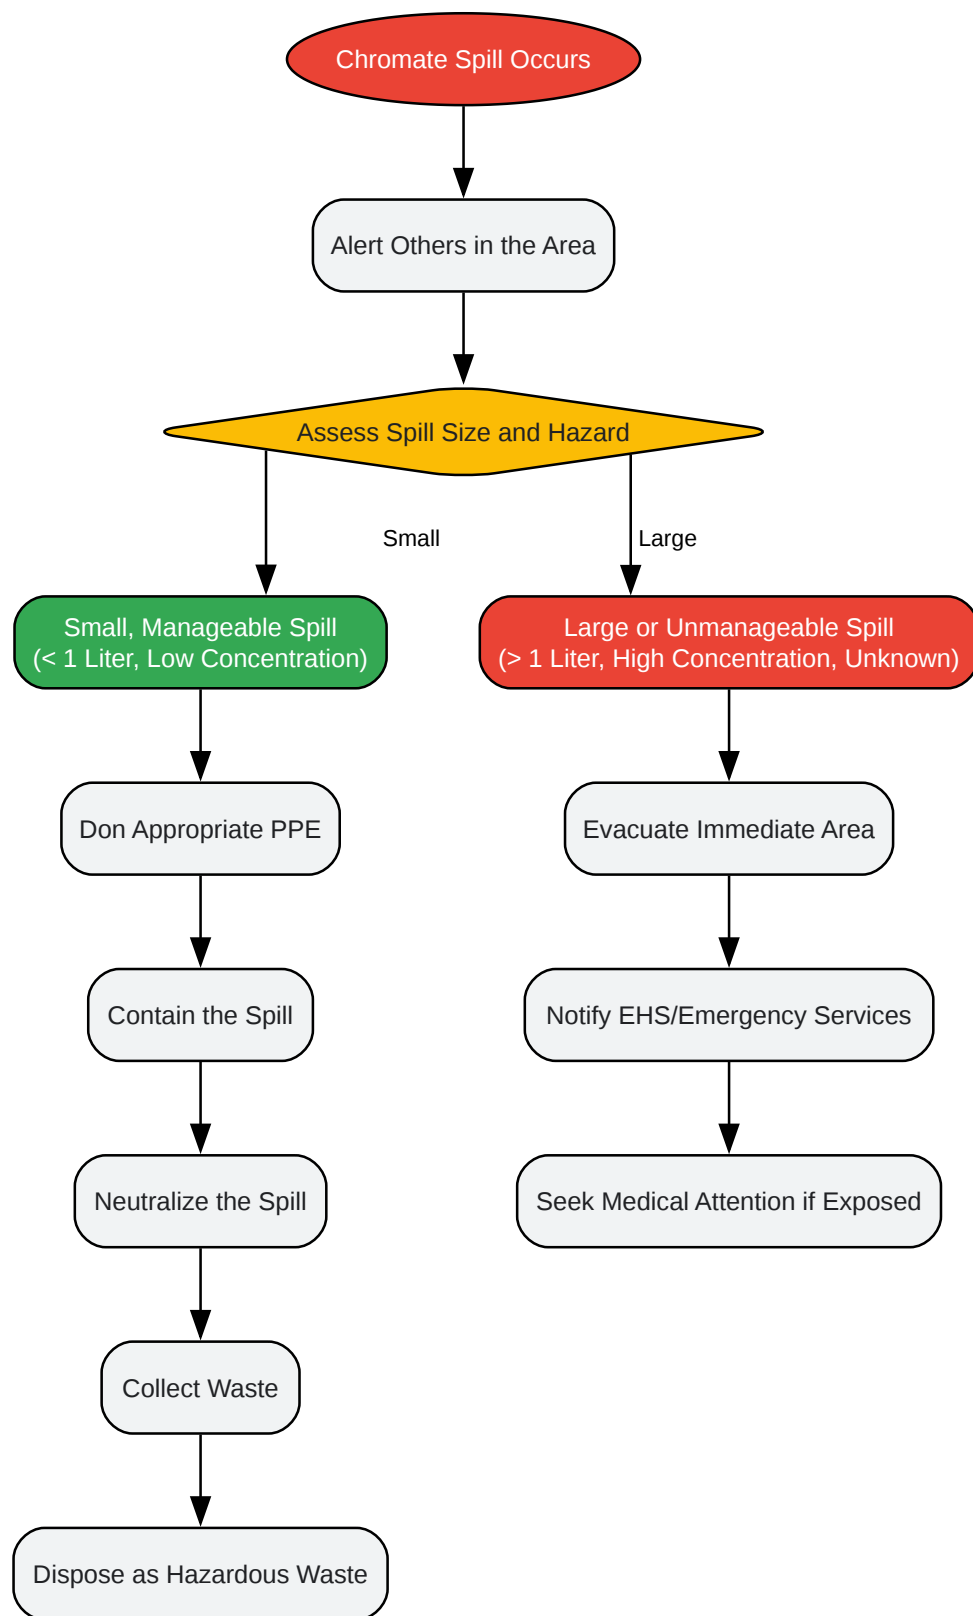 Chromate Spill Occurs
Alert Others in the Area
Assess Spill Size and Hazard
Small
Large
Small, Manageable Spill
(< 1 Liter, Low Concentration)
Large or Unmanageable Spill
(> 1 Liter, High Concentration, Unknown)
Don Appropriate PPE
Evacuate Immediate Area
Contain the Spill
Notify EHS/Emergency Services
Neutralize the Spill
Seek Medical Attention if Exposed
Collect Waste
Dispose as Hazardous Waste